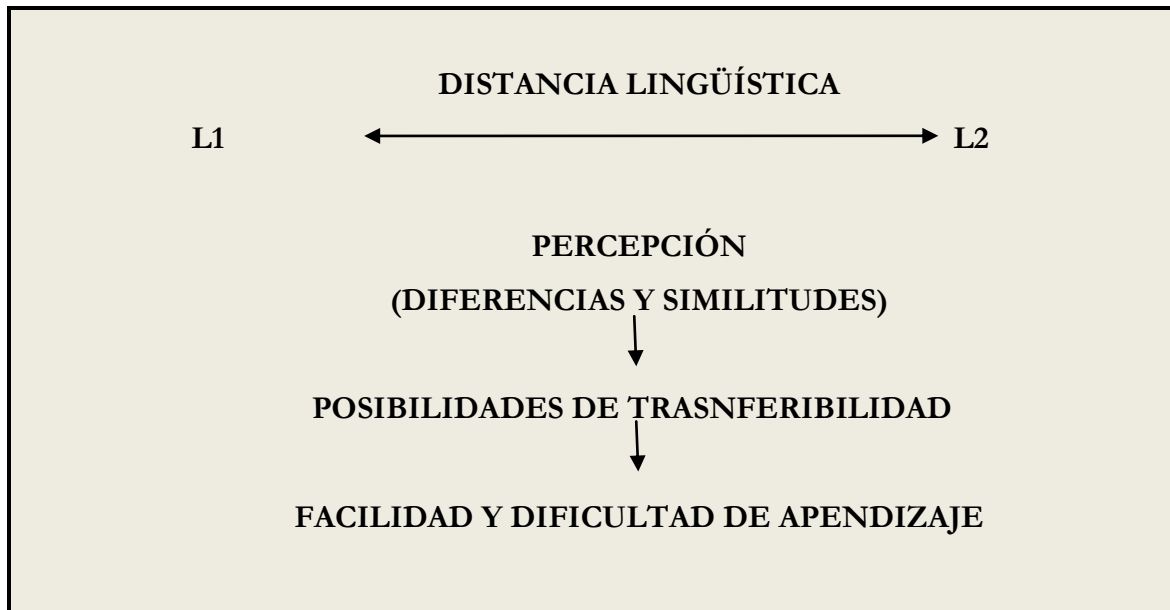 DISTANCIA LINGÜÍSTICA
L1 L2
PERCEPCIÓN
(DIFERENCIAS Y SIMILITUDES)
POSIBILIDADES DE TRASNFERIBILIDAD
FACILIDAD Y DIFICULTAD DE APENDIZAJE